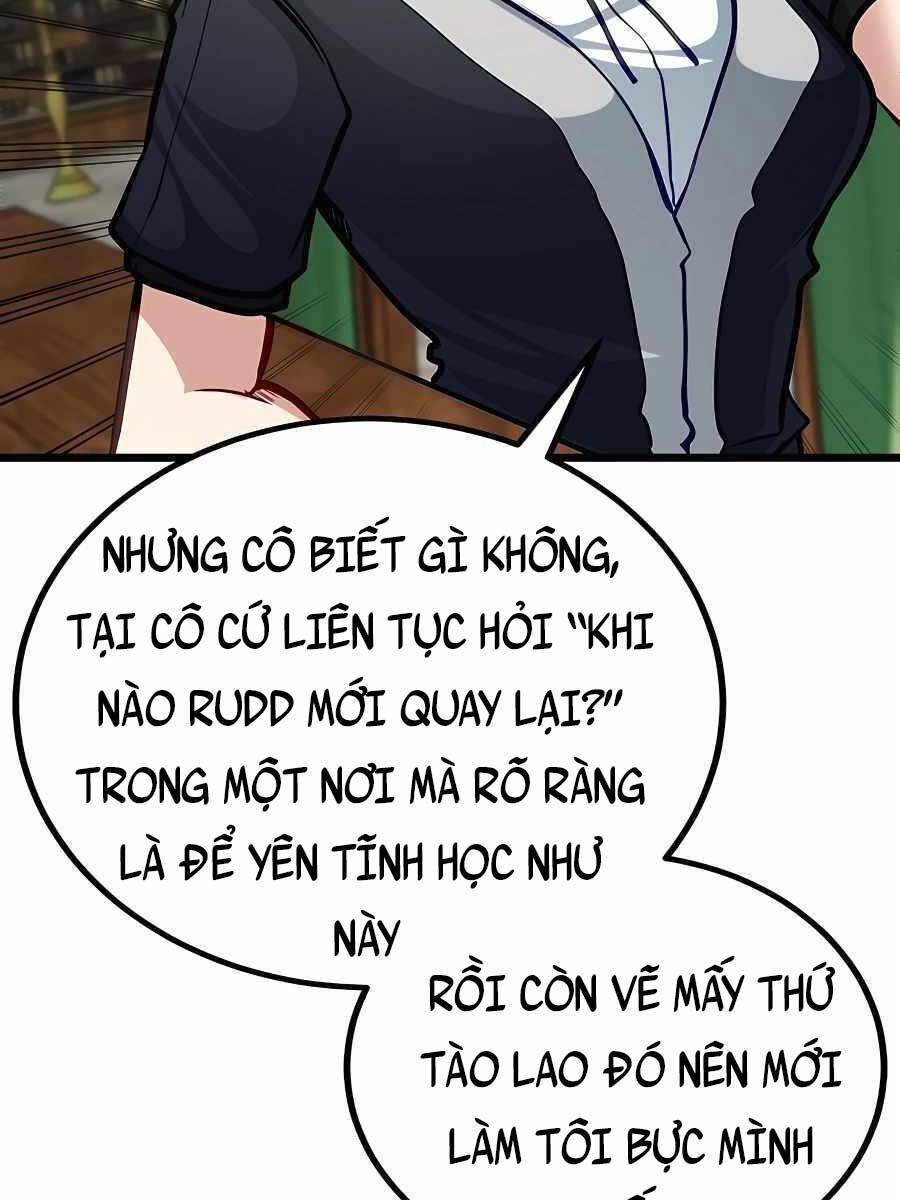 NHƯNG CÔ BIẾT GÌ KHÔNG,
TẠI CÔ CỨ LIÊN TỤC HỎI “KHI
NÀO RUDD MỚI QUAY LẠI?”
TRONG MỘT NƠI MÀ RÕ RÀNG
LÀ ĐỂ YÊN TĨNH HỌC NHƯ
NÀY
RỒI CÒN VẼ MẤY THỨ
TÀO LAO ĐÓ NÊN MỚI
LÀM TÔI BỰC MÌNH